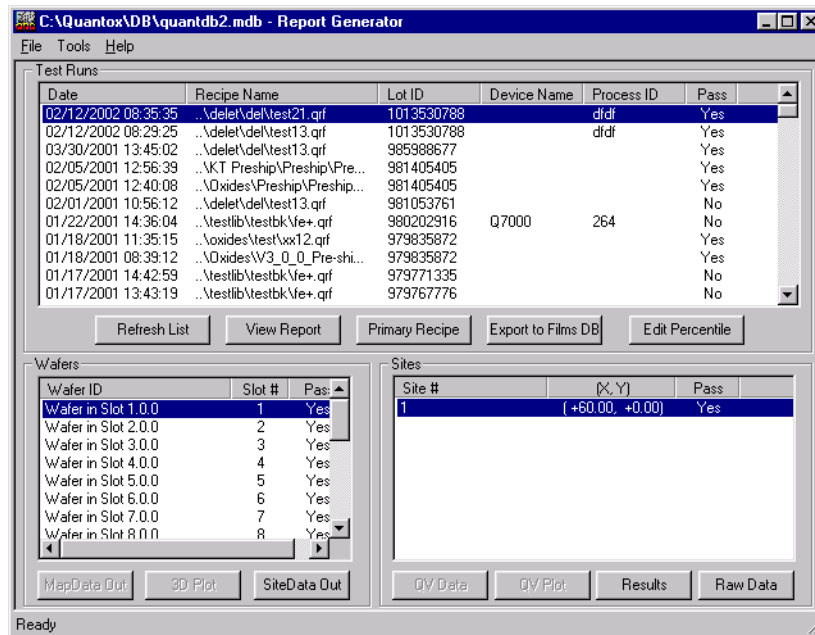 C:\Quantox\DB\quantdb2.mdb - Report Generator
File Tools Help
Test Runs
Date Recipe Name Lot ID Device Name Process ID Pass
02/12/2002 08:35:35 ..\delet\del\test21.qrf 1013530788 dfdf Yes
02/12/2002 08:29:25 ..\delet\del\test13.qrf 1013530788 dfdf Yes
03/30/2001 13:45:02 ..\delet\del\test13.qrf 985988677 Yes
02/05/2001 12:56:39 ..\KT Preship\Preship\Pre... 981405405 Yes
02/05/2001 12:40:08 ..\Oxides\Preship\Preship... 981405405 Yes
02/01/2001 10:56:12 ..\delet\del\test13.qrf 981053761 No
01/22/2001 14:36:04 ..\testlib\testbk\fe+.qrf 980202916 Q7000 264 No
01/18/2001 11:35:15 ..\oxides\test\xx12.qrf 979835872 Yes
01/18/2001 08:39:12 ..\Oxides\V3_0_0_Pre-shi... 979835872 Yes
01/17/2001 14:42:59 ..\testlib\testbk\fe+.qrf 979771335 No
01/17/2001 13:43:19 ..\testlib\testbk\fe+.qrf 979767776 No
Refresh List View Report Primary Recipe Export to Films DB Edit Percentile
Wafers
Wafer ID Slot # Pas:
Wafer in Slot 1.0.0 1 Yes
Wafer in Slot 2.0.0 2 Yes
Wafer in Slot 3.0.0 3 Yes
Wafer in Slot 4.0.0 4 Yes
Wafer in Slot 5.0.0 5 Yes
Wafer in Slot 6.0.0 6 Yes
Wafer in Slot 7.0.0 7 Yes
Wafer in Slot 8.0.0 8 Yes
MapData Out 3D Plot SiteData Out
Sites
Site # (X, Y) Pass
1 ( +60.00, +0.00) Yes
QV Data QV Plot Results Raw Data
Ready